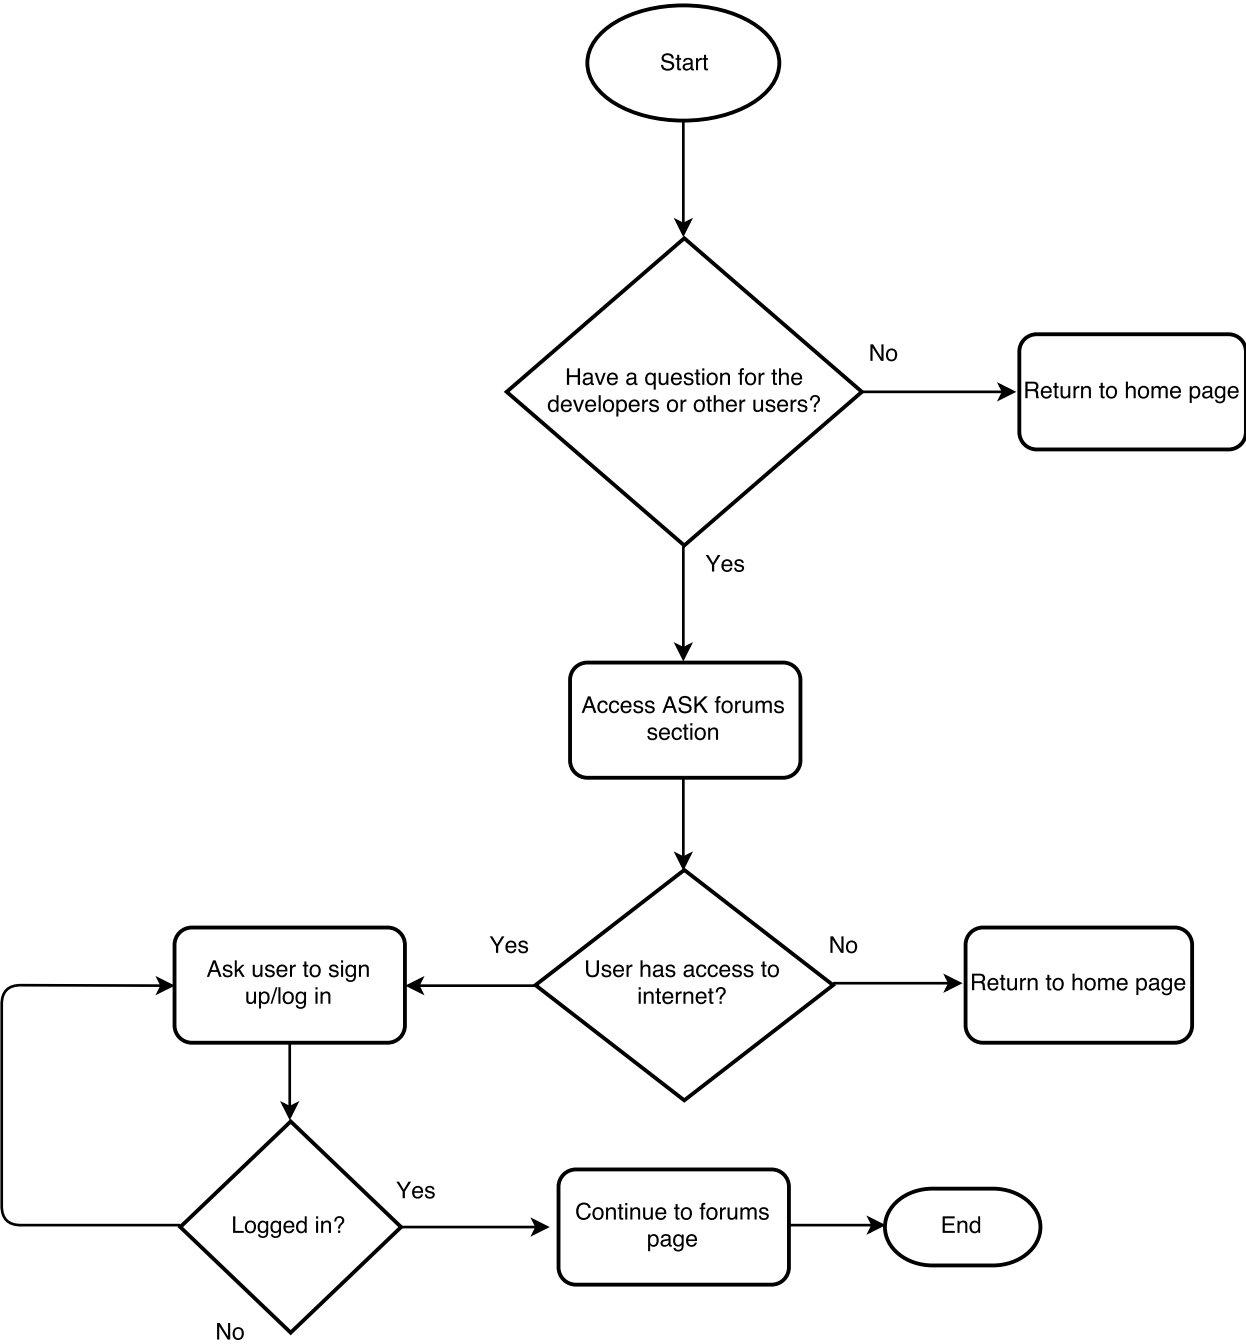 Start
No
Have a question for the
developers or other users?
Return to home page
Yes
Access ASK forums
section
Yes
No
Ask user to sign
up/log in
User has access to
internet?
Return to home page
Yes
Logged in?
Continue to forums
page
End
No